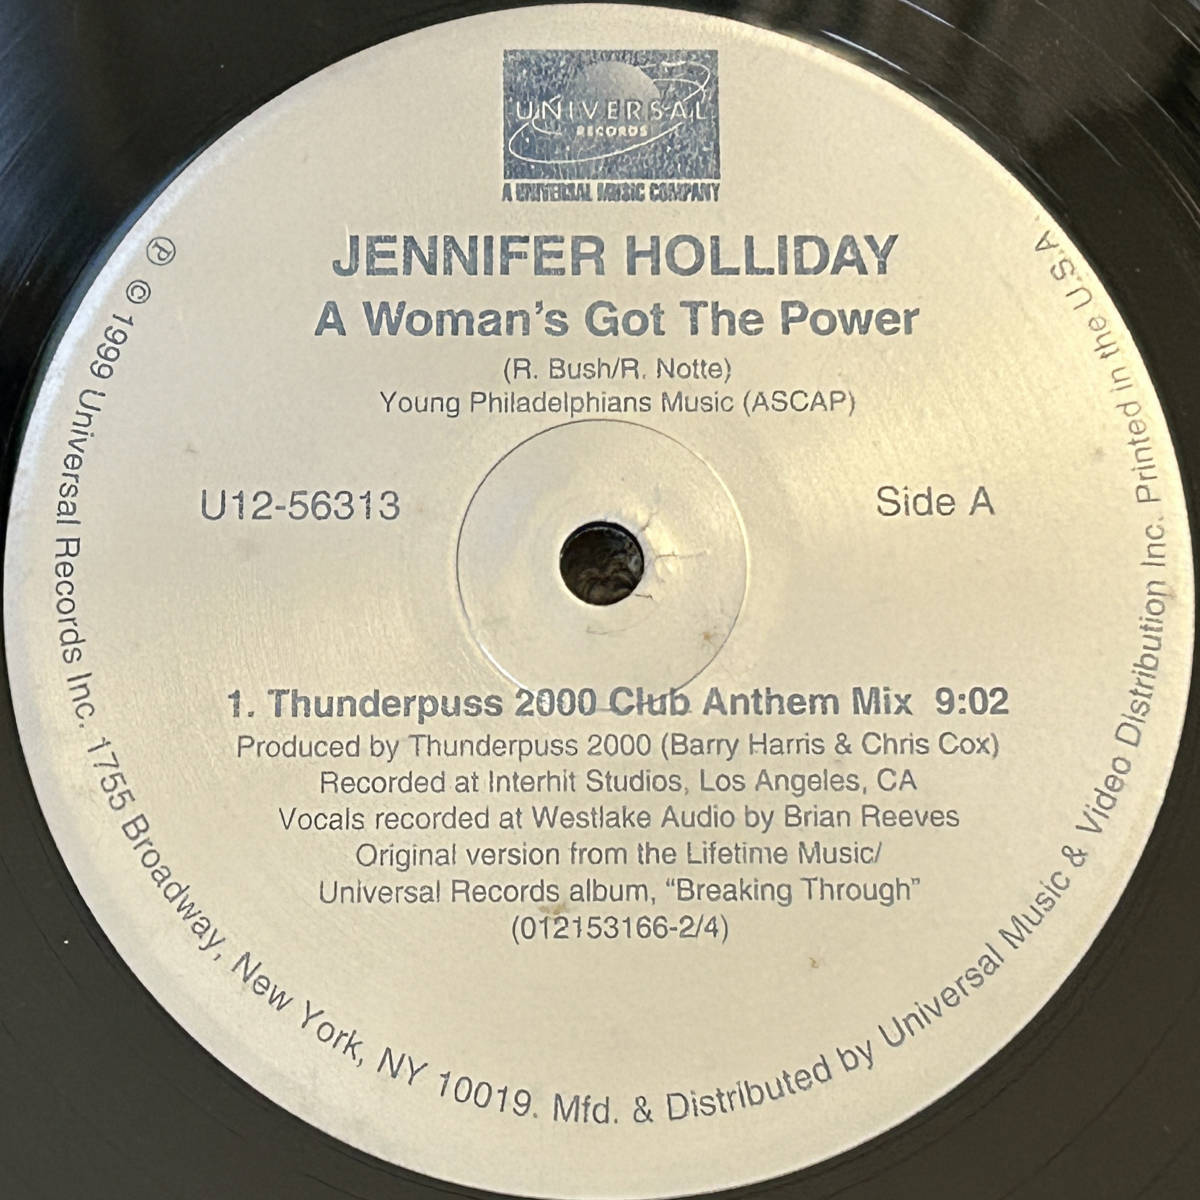 UNIVERSAL
RECORDS
A UNIVERSAL MUSIC COMPANY
JENNIFER HOLLIDAY
A Woman's Got The Power
(R. Bush/R. Notte)
Young Philadelphians Music (ASCAP)
U12-56313
Side A
1. Thunderpuss 2000 Club Anthem Mix 9:02
Produced by Thunderpuss 2000 (Barry Harris & Chris Cox)
Recorded at Interhit Studios, Los Angeles, CA
Vocals recorded at Westlake Audio by Brian Reeves
Original version from the Lifetime Music/
Universal Records album, “Breaking Through”
(012153166-2/4)
℗ © 1999 Universal Records Inc. 1755 Broadway, New York, NY 10019. Mfd. & Distributed by Universal Music & Video Distribution Inc. Printed in the U.S.A.